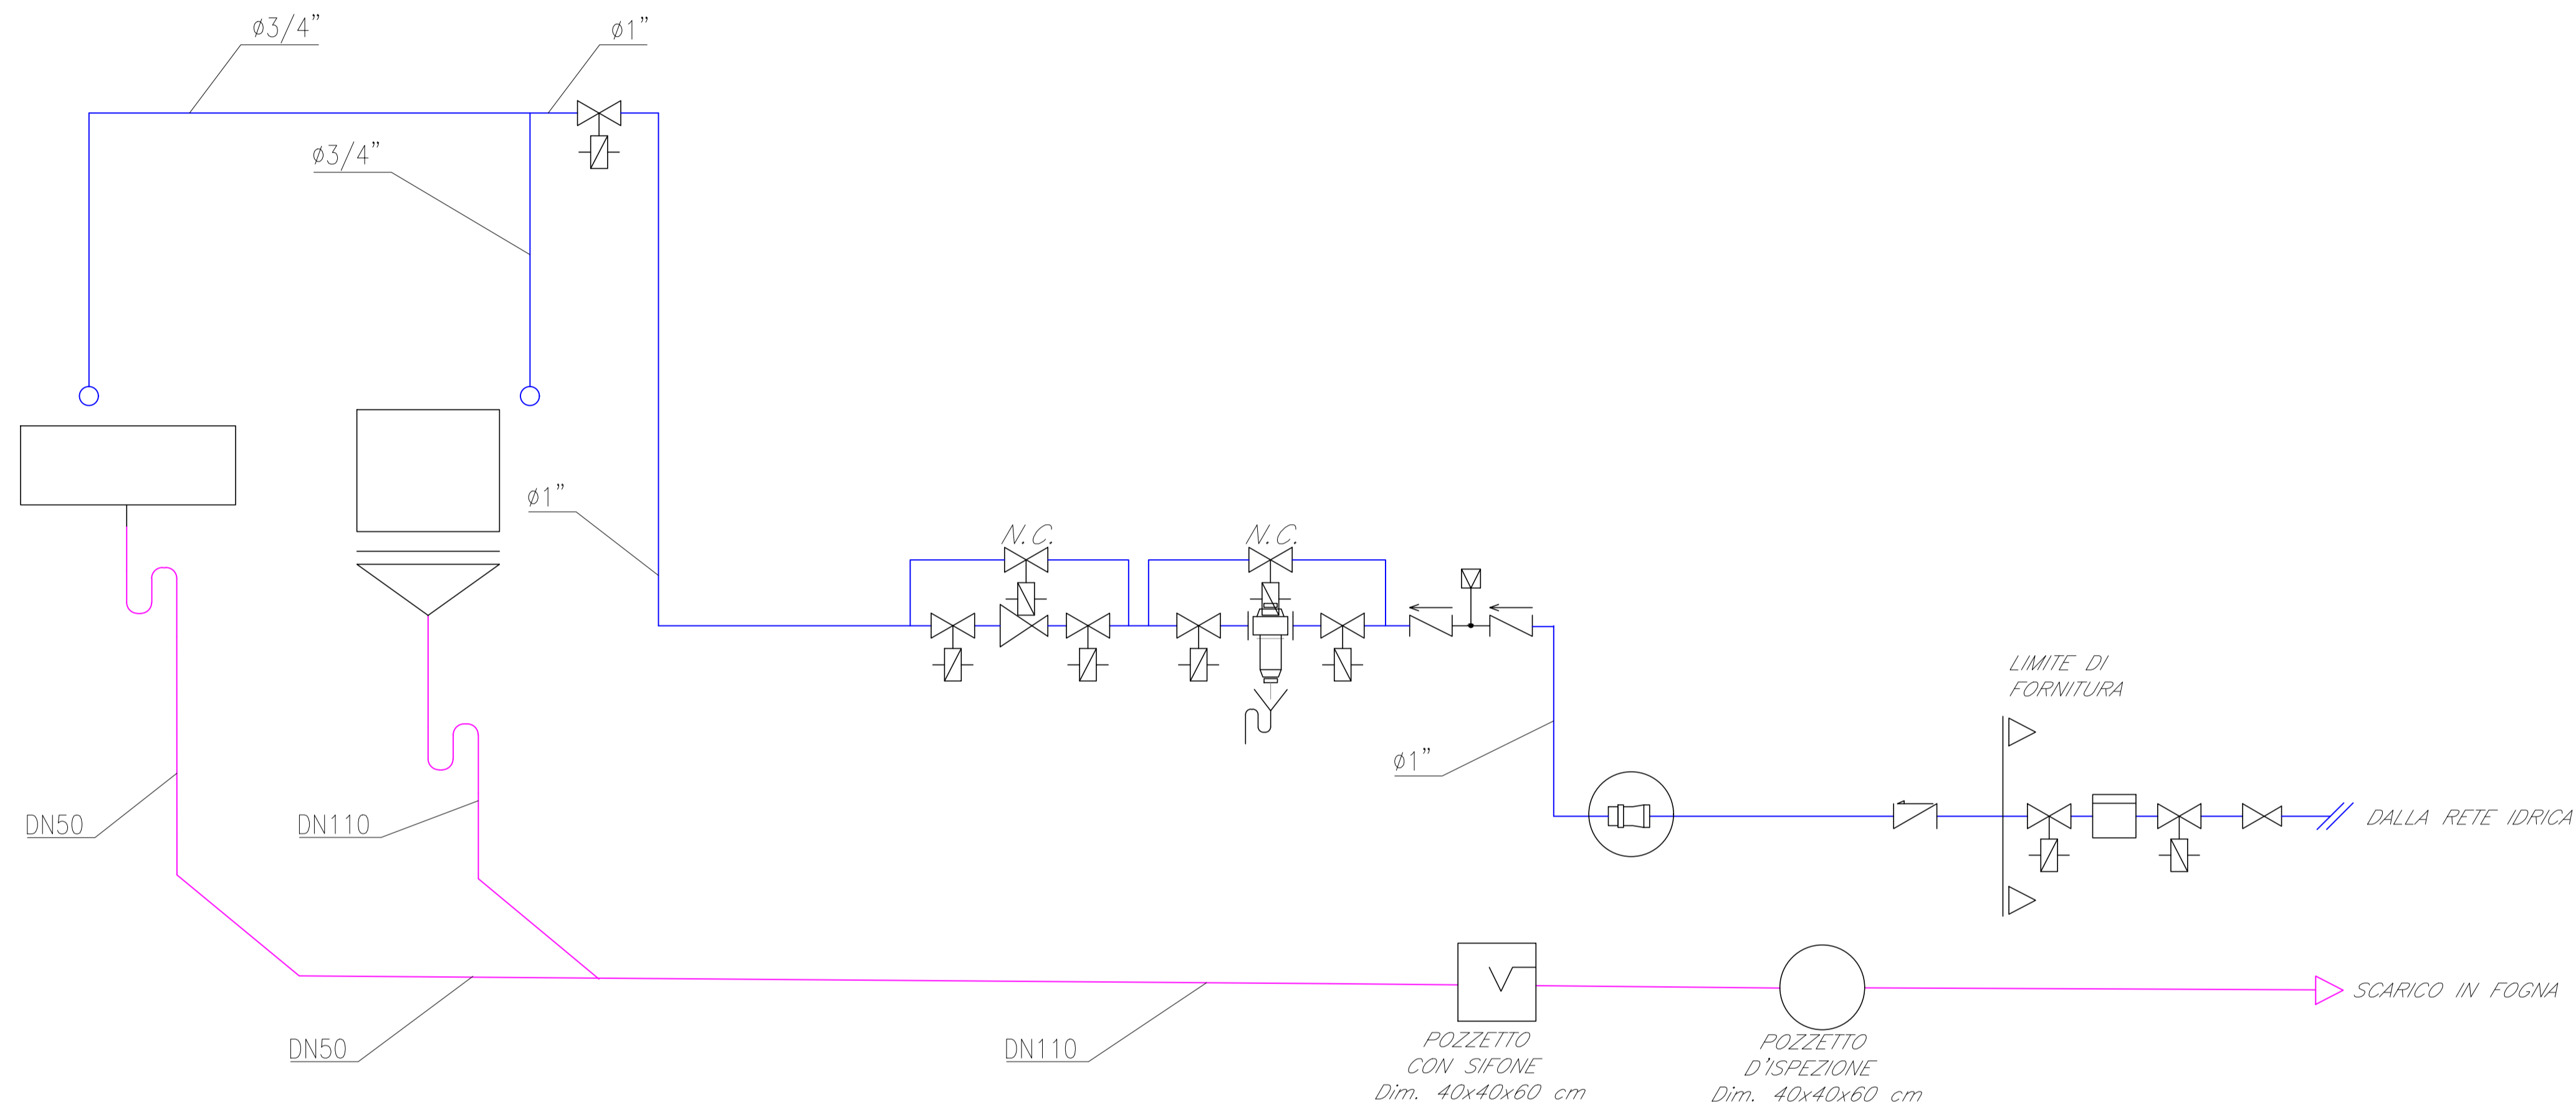 ø3/4”
ø1”
ø3/4”
ø1”
N.C.
N.C.
LIMITE DI
FORNITURA
ø1”
DN50
DN110
DALLA RETE IDRICA
SCARICO IN FOGNA
DN50
DN110
POZZETTO
CON SIFONE
Dim. 40x40x60 cm
POZZETTO
D'ISPEZIONE
Dim. 40x40x60 cm